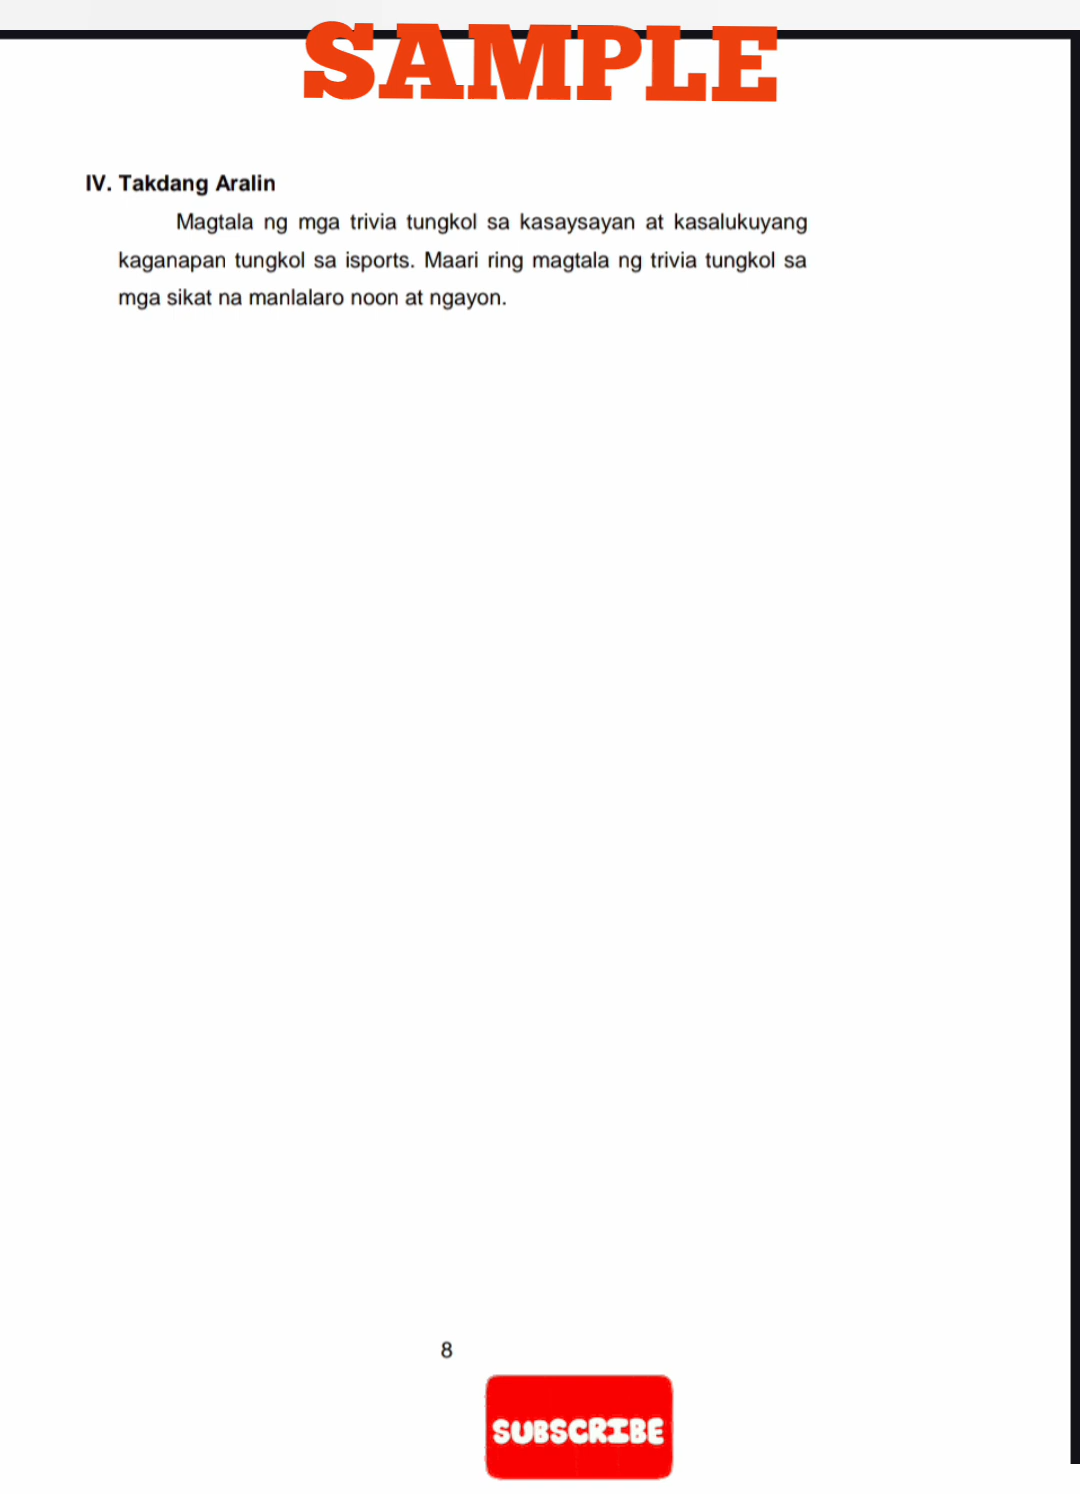 SAMPLE
IV. Takdang Aralin
Magtala ng mga trivia tungkol sa kasaysayan at kasalukuyang
kaganapan tungkol sa isports. Maari ring magtala ng trivia tungkol sa
mga sikat na manlalaro noon at ngayon.
8
SUBSCRIBE